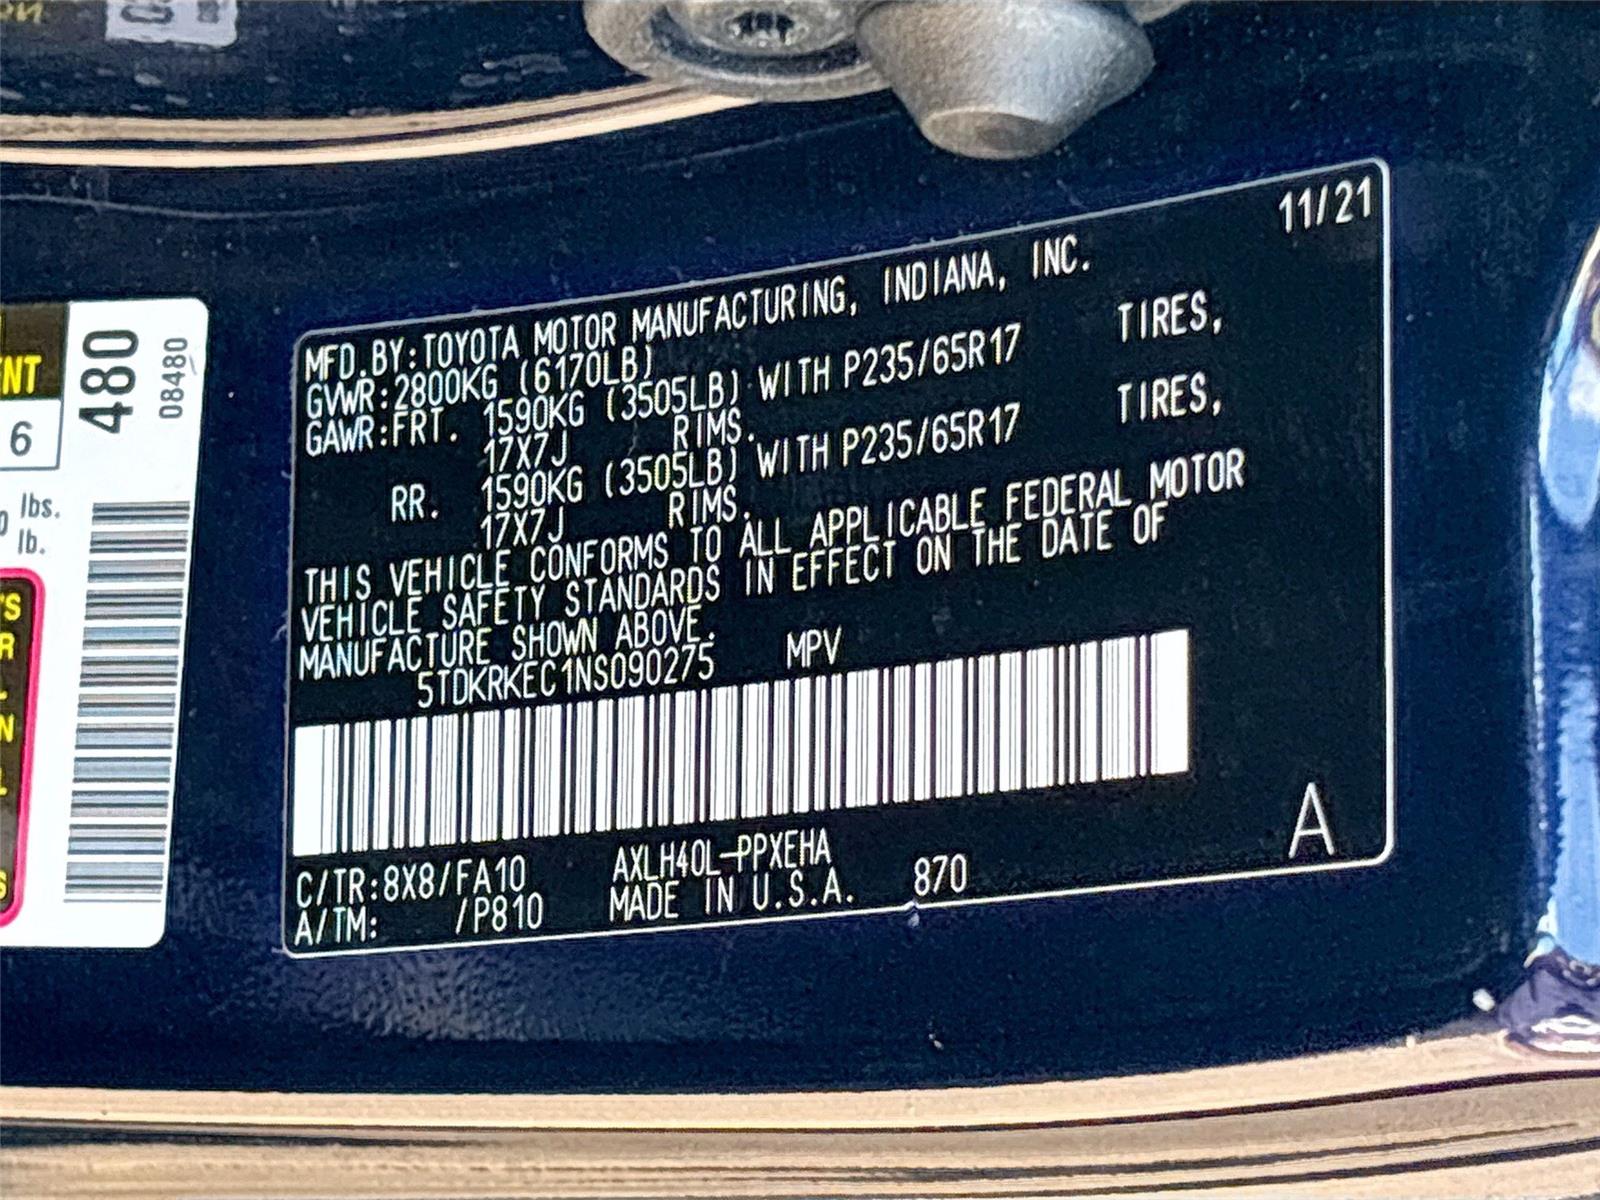 ENT
6
480
08480
lbs.
lb.
11/21
MFD.BY:TOYOTA MOTOR MANUFACTURING, INDIANA, INC.
GVWR:2800KG (6170LB)
GAWR:FRT. 1590KG (3505LB) WITH P235/65R17 TIRES,
17X7J RIMS.
RR. 1590KG (3505LB) WITH P235/65R17 TIRES,
17X7J RIMS.
THIS VEHICLE CONFORMS TO ALL APPLICABLE FEDERAL MOTOR
VEHICLE SAFETY STANDARDS IN EFFECT ON THE DATE OF
MANUFACTURE SHOWN ABOVE.
5TDKRKEC1NS090275 MPV
C/TR:8X8/FA10 AXLH40L-PPXEHA
A/TM: /P810 MADE IN U.S.A. 870
A